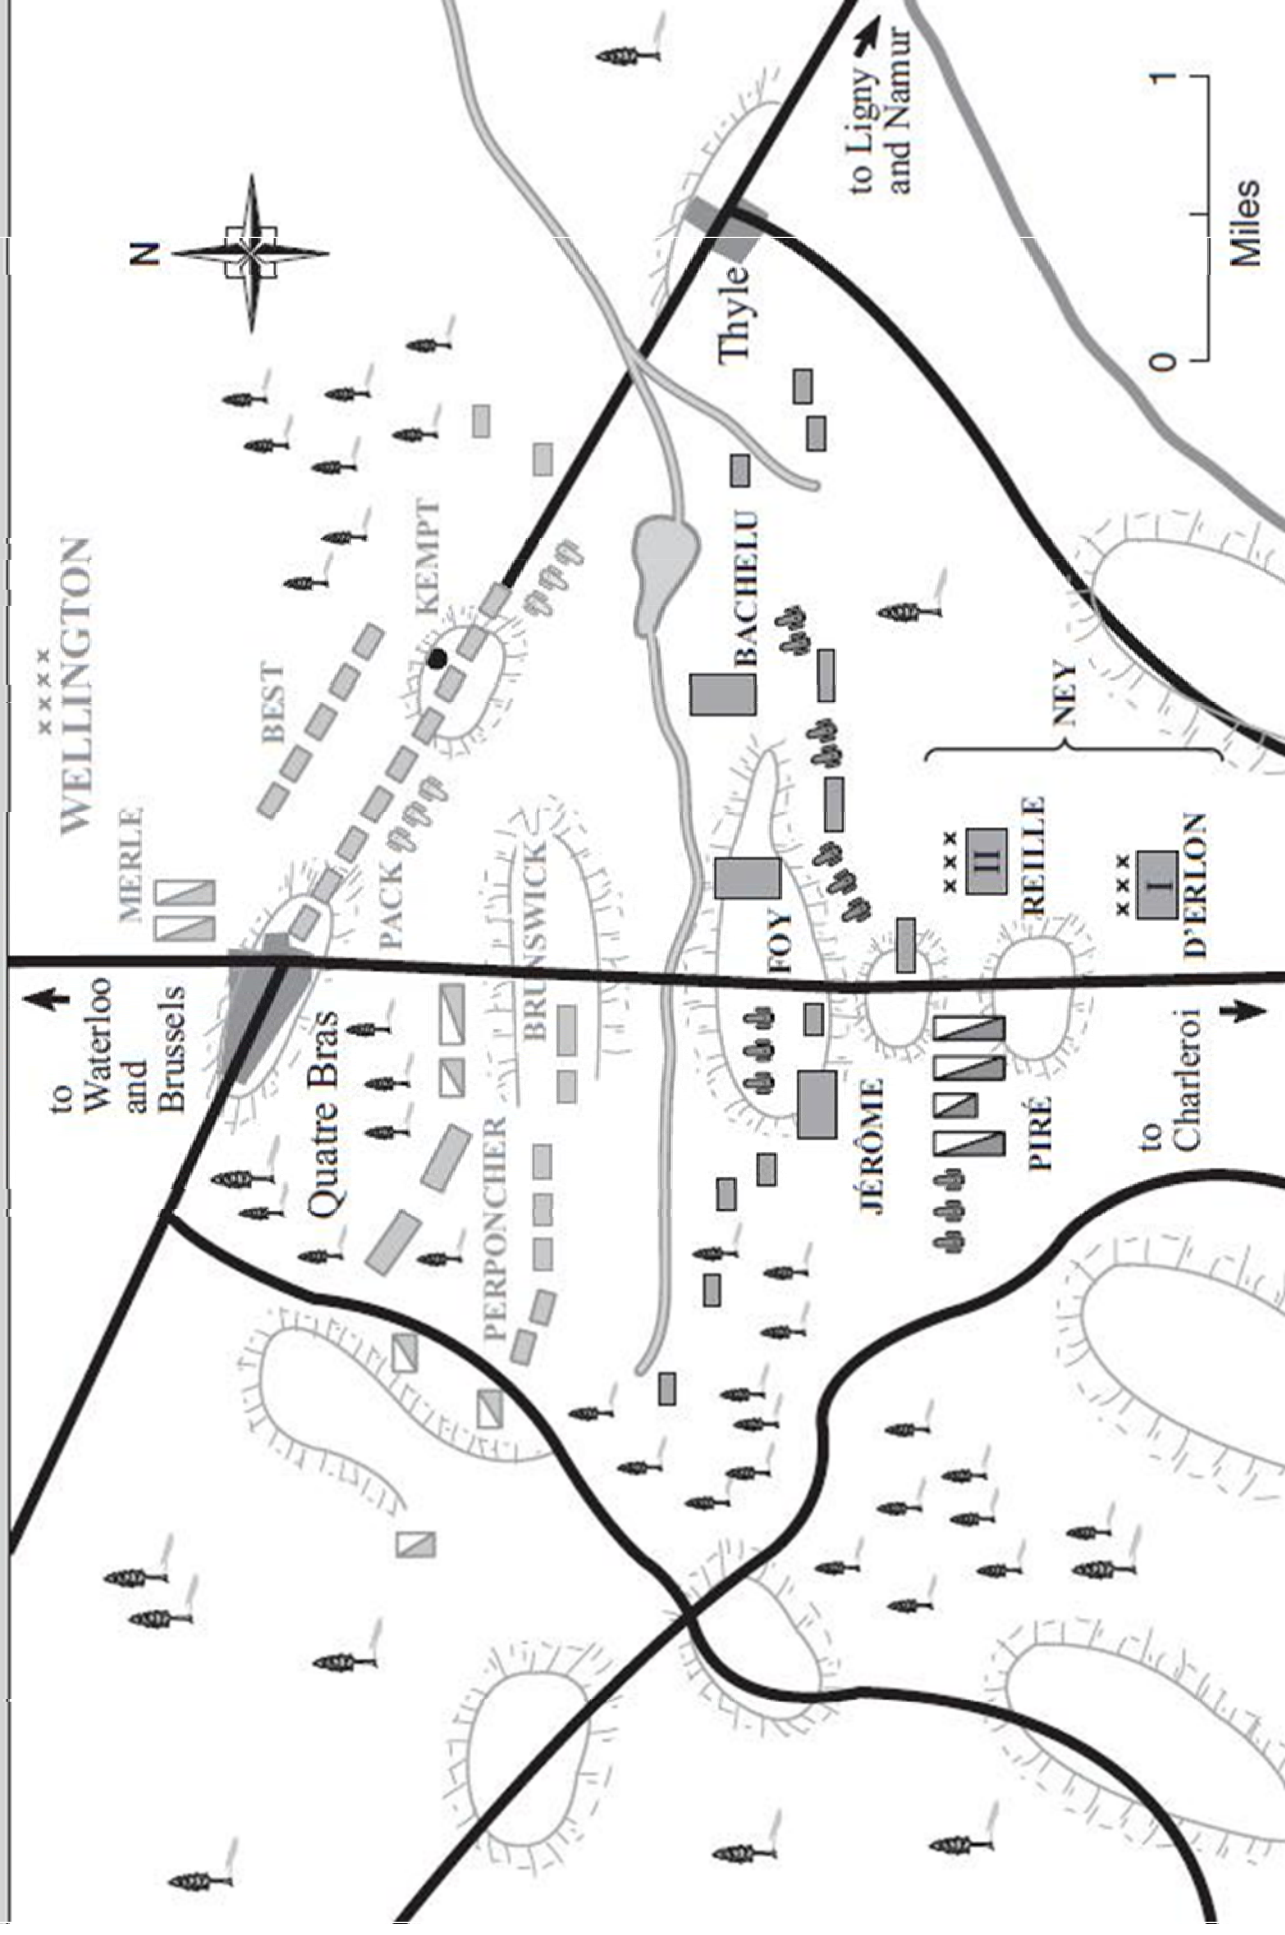 x x x x
WELLINGTON
N
MERLE
BEST
KEMPT
PACK
BRUNSWICK
PERPONCHER
to
Waterloo
and
Brussels
Quatre Bras
Thyle
to Ligny
and Namur
BACHELU
FOY
JÉRÔME
PIRÉ
NEY
x x x
II
REILLE
x x x
I
D'ERLON
to
Charleroi
0
1
Miles